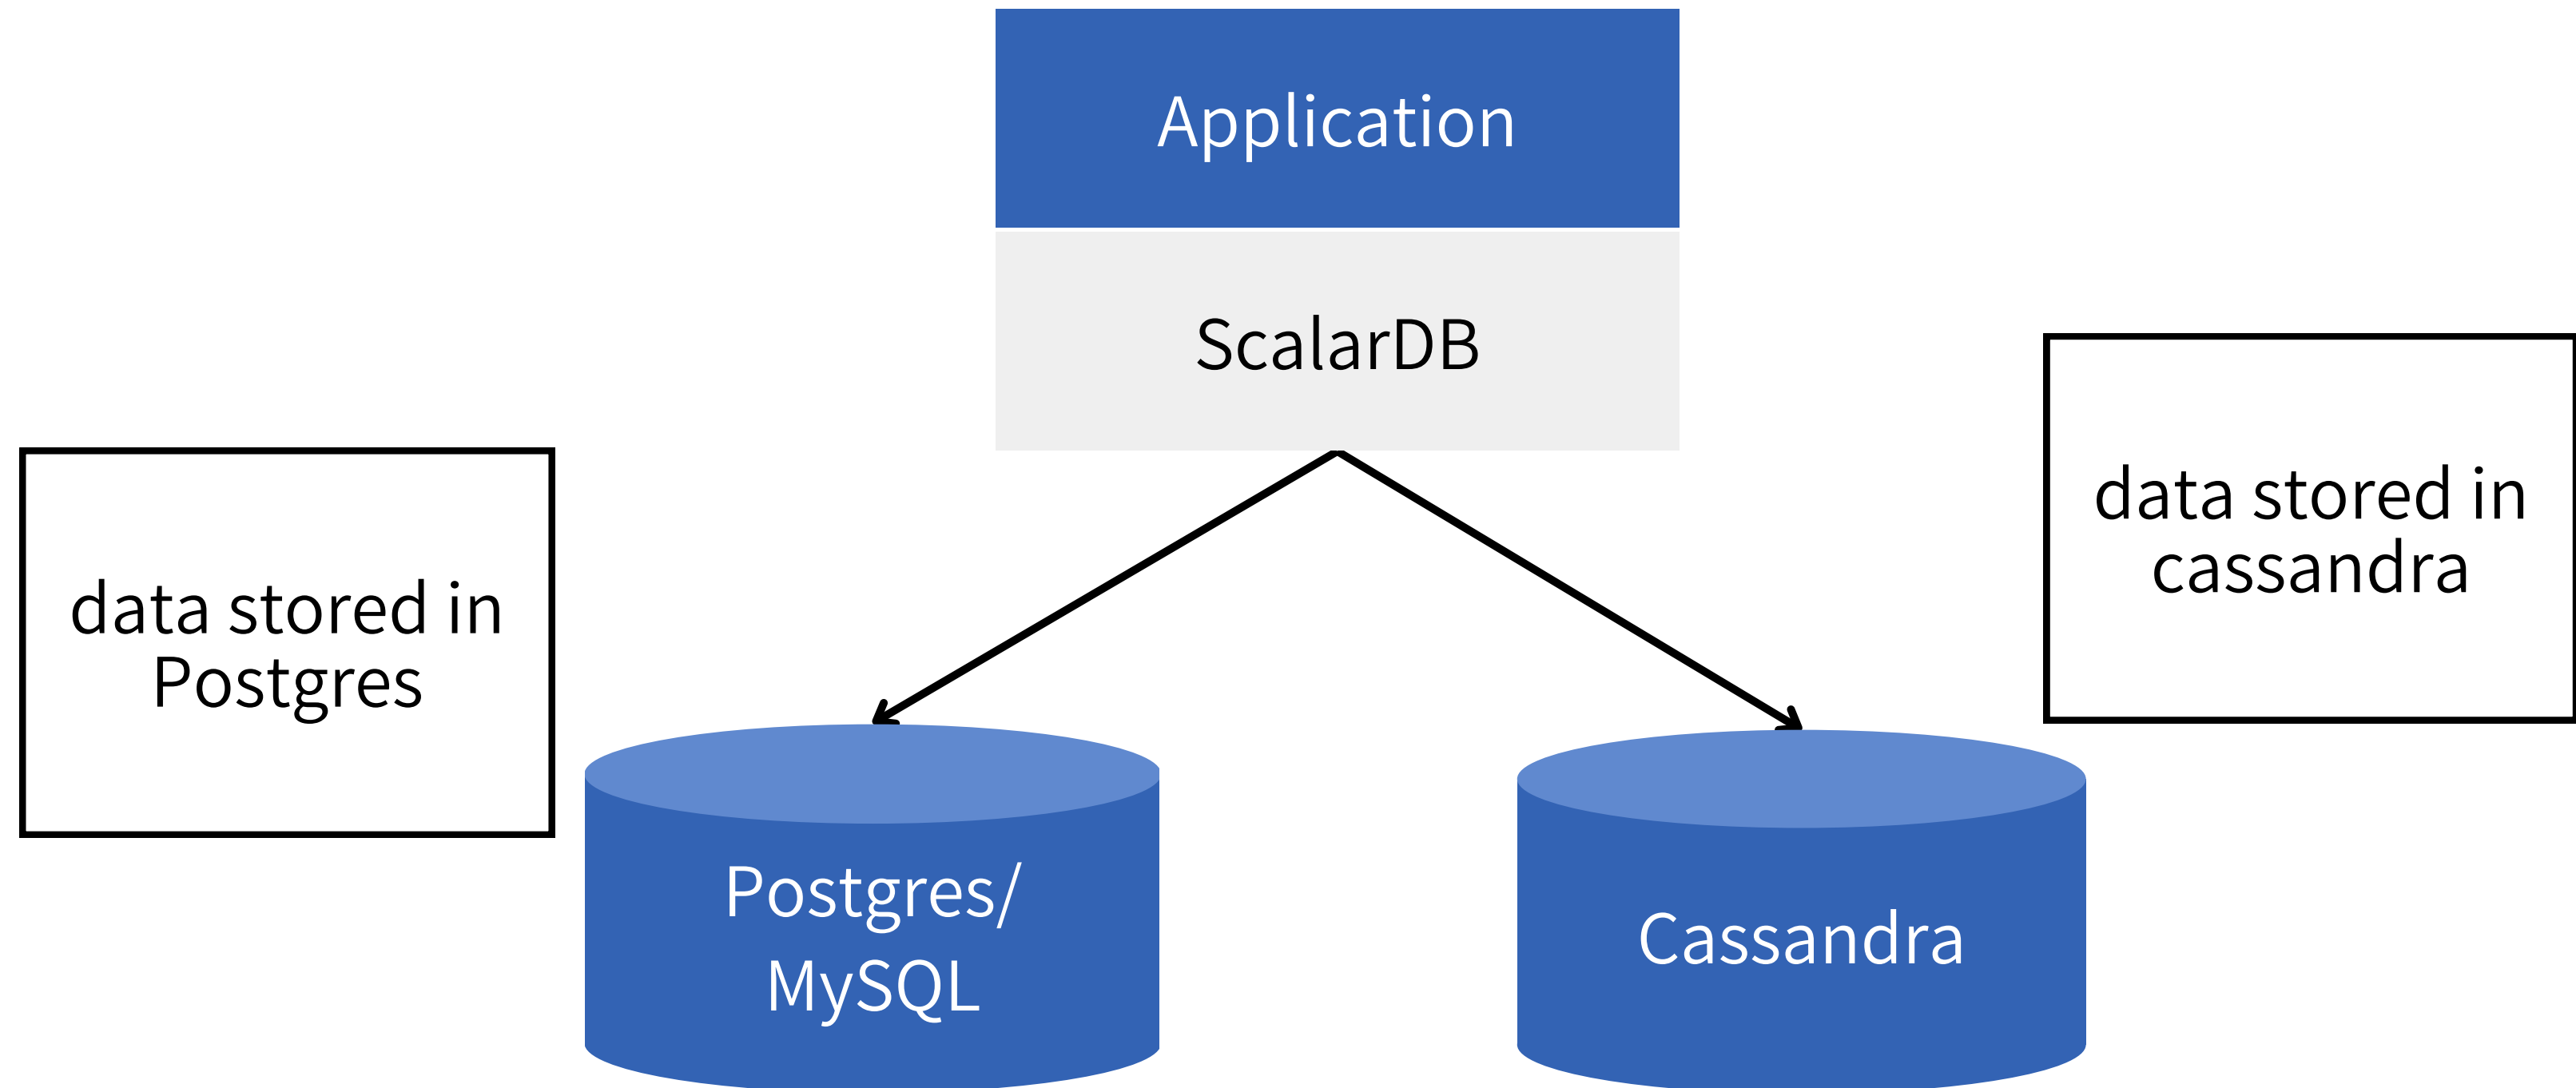 Application
ScalarDB
data stored in
Postgres
data stored in
cassandra
Postgres/
MySQL
Cassandra